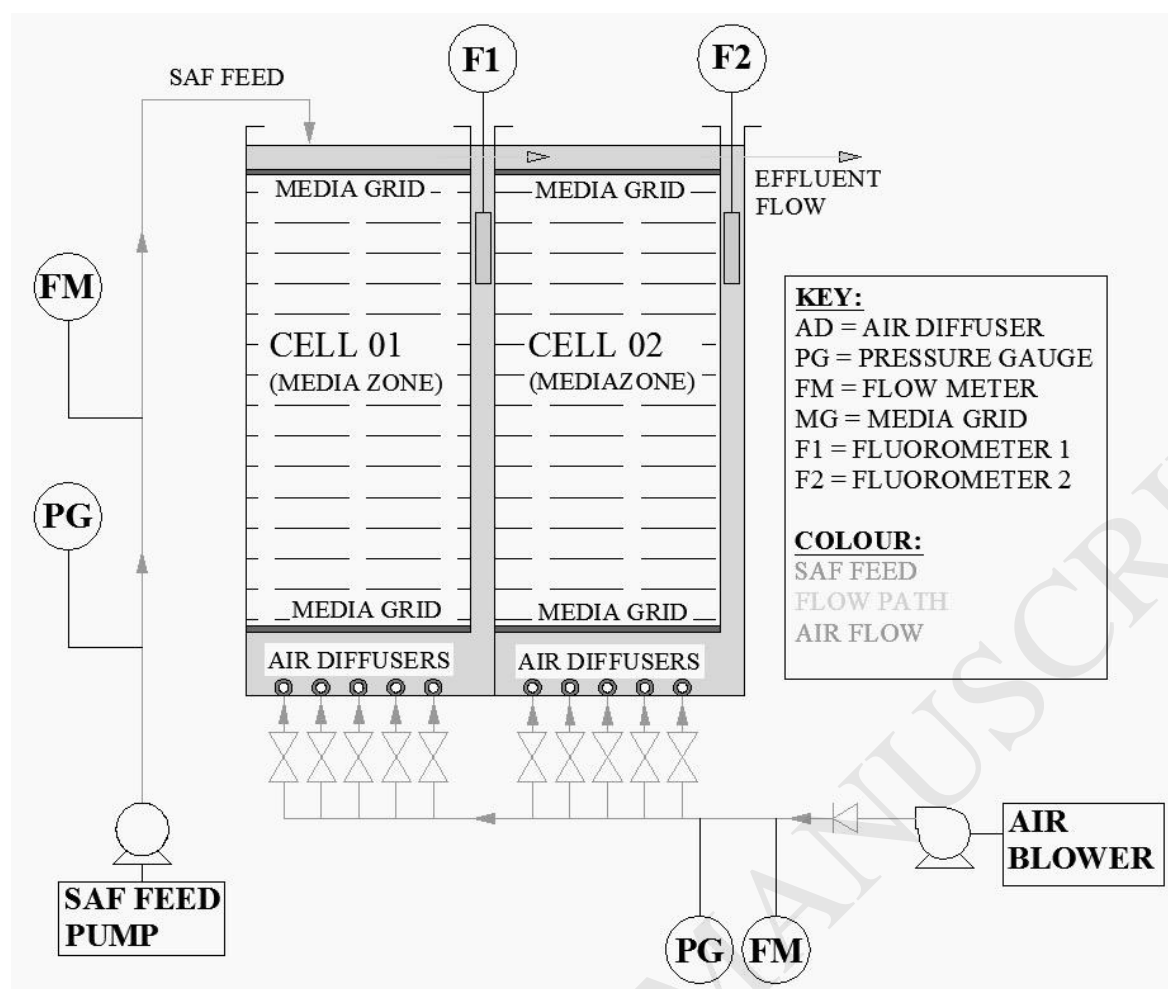 F1
F2
SAF FEED
EFFLUENT
FLOW
MEDIA GRID
MEDIA GRID
FM
CELL 01
(MEDIA ZONE)
CELL 02
(MEDIAZONE)
KEY:
AD = AIR DIFFUSER
PG = PRESSURE GAUGE
FM = FLOW METER
MG = MEDIA GRID
F1 = FLUOROMETER 1
F2 = FLUOROMETER 2
PG
COLOUR:
SAF FEED
FLOW PATH
AIR FLOW
MEDIA GRID
MEDIA GRID
AIR DIFFUSERS
AIR DIFFUSERS
AIR
BLOWER
SAF FEED
PUMP
PG
FM
MANUSCRI